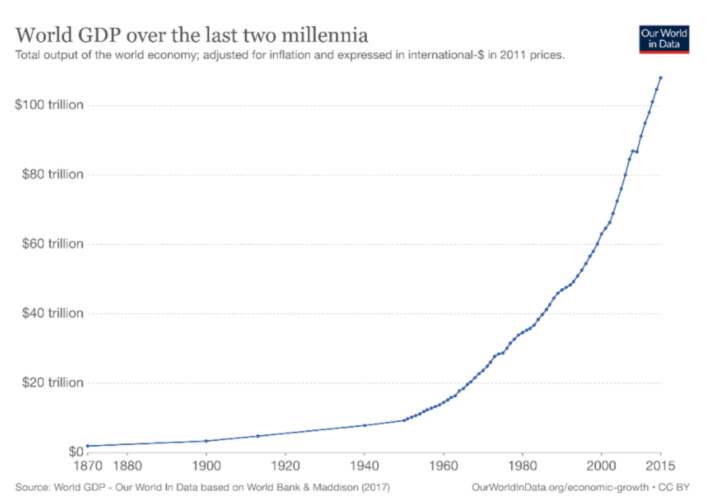 World GDP over the last two millennia
Our World
in Data
Total output of the world economy; adjusted for inflation and expressed in international-$ in 2011 prices.
$100 trillion
$80 trillion
$60 trillion
$40 trillion
$20 trillion
$0
1870 1880 1900 1920 1940 1960 1980 2000 2015
Source: World GDP - Our World In Data based on World Bank & Maddison (2017) OurWorldInData.org/economic-growth • CC BY